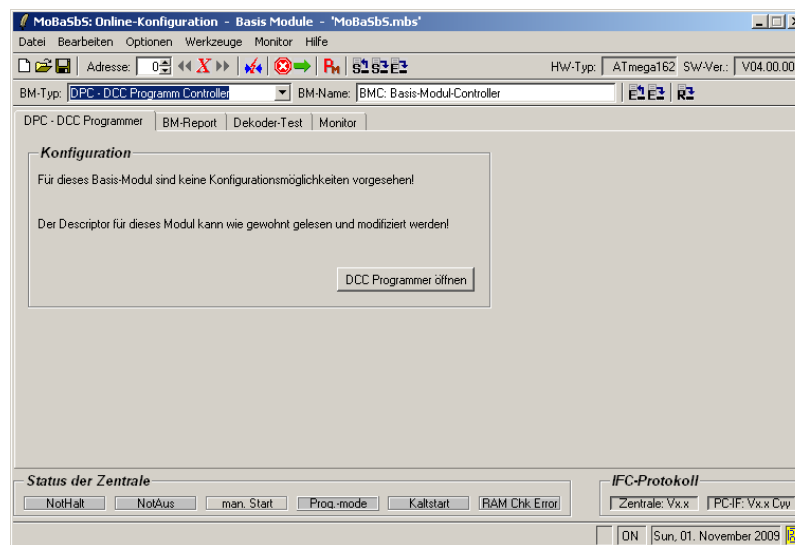 MoBaSbS: Online-Konfiguration - Basis Module - 'MoBaSbS.mbs'
Datei Bearbeiten Optionen Werkzeuge Monitor Hilfe
Adresse: 0 X PM S S E HW-Typ: ATmega162 SW-Ver.: V04.00.00
BM-Typ: DPC - DCC Programm Controller BM-Name: BMC: Basis-Modul-Controller E E R
DPC - DCC Programmer BM-Report Dekoder-Test Monitor
Konfiguration
Für dieses Basis-Modul sind keine Konfigurationsmöglichkeiten vorgesehen!
Der Descriptor für dieses Modul kann wie gewohnt gelesen und modifiziert werden!
DCC Programmer öffnen
Status der Zentrale IFC-Protokoll
NotHalt NotAus man. Start Prog.-mode Kaltstart RAM Chk Error Zentrale: Vx.x PC-IF: Vx.x Cyy
ON Sun, 01. November 2009